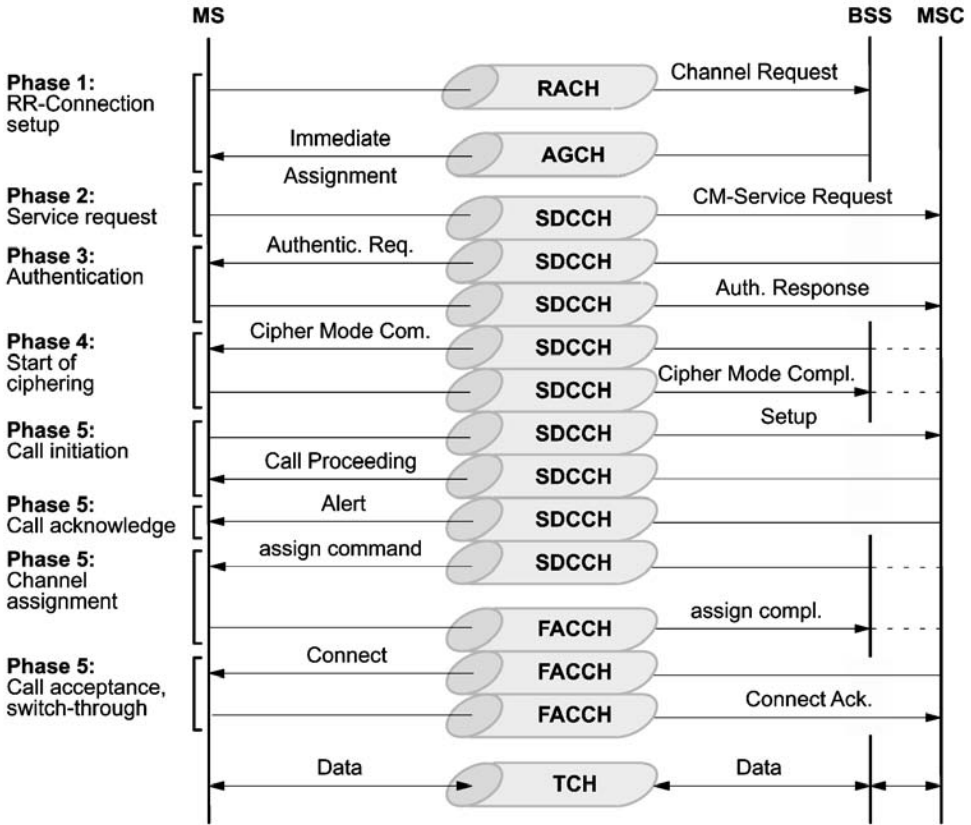 MS BSS MSC
Phase 1:
RR-Connection
setup
RACH
Channel Request
Immediate
Assignment
AGCH
Phase 2:
Service request
SDCCH
CM-Service Request
Phase 3:
Authentication
Authentic. Req.
SDCCH
SDCCH
Auth. Response
Phase 4:
Start of
ciphering
Cipher Mode Com.
SDCCH
SDCCH
Cipher Mode Compl.
Phase 5:
Call initiation
SDCCH
Setup
Call Proceeding
SDCCH
Phase 5:
Call acknowledge
Alert
SDCCH
Phase 5:
Channel
assignment
assign command
SDCCH
FACCH
assign compl.
Phase 5:
Call acceptance,
switch-through
Connect
FACCH
FACCH
Connect Ack.
Data
TCH
Data